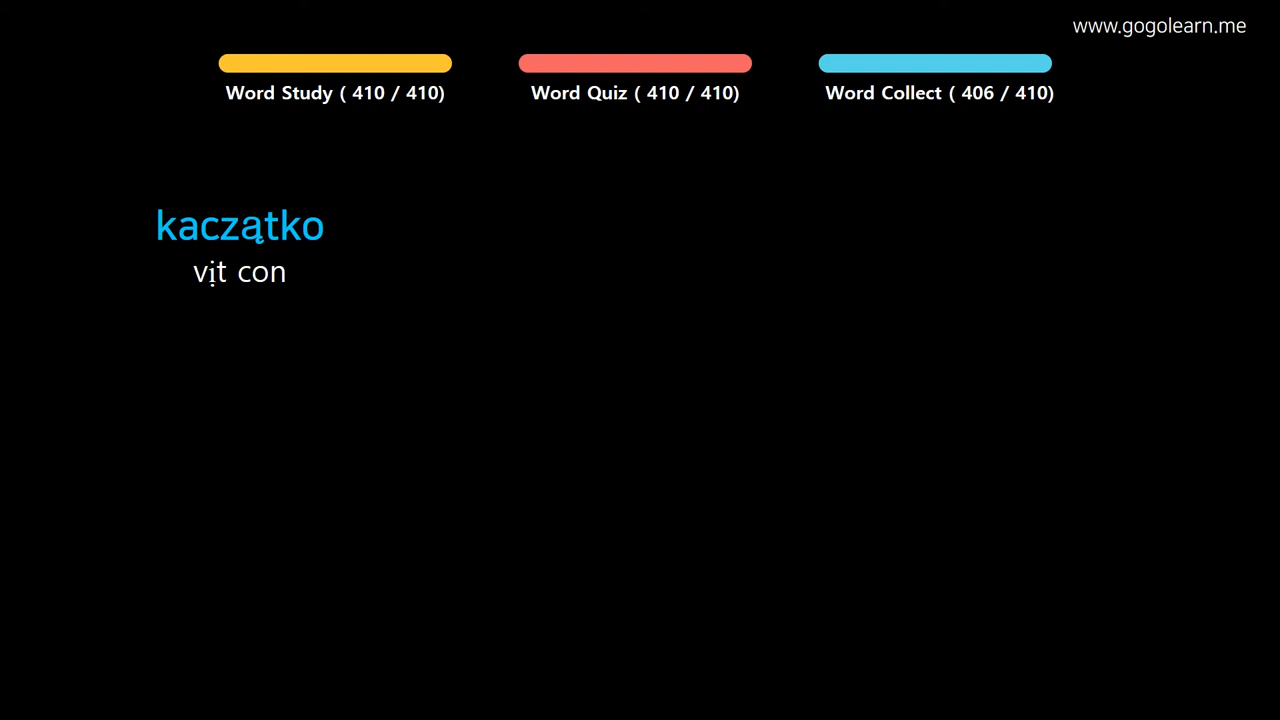 www.gogolearn.me
Word Study ( 410 / 410)
Word Quiz ( 410 / 410)
Word Collect ( 406 / 410)
kaczątko
vịt con